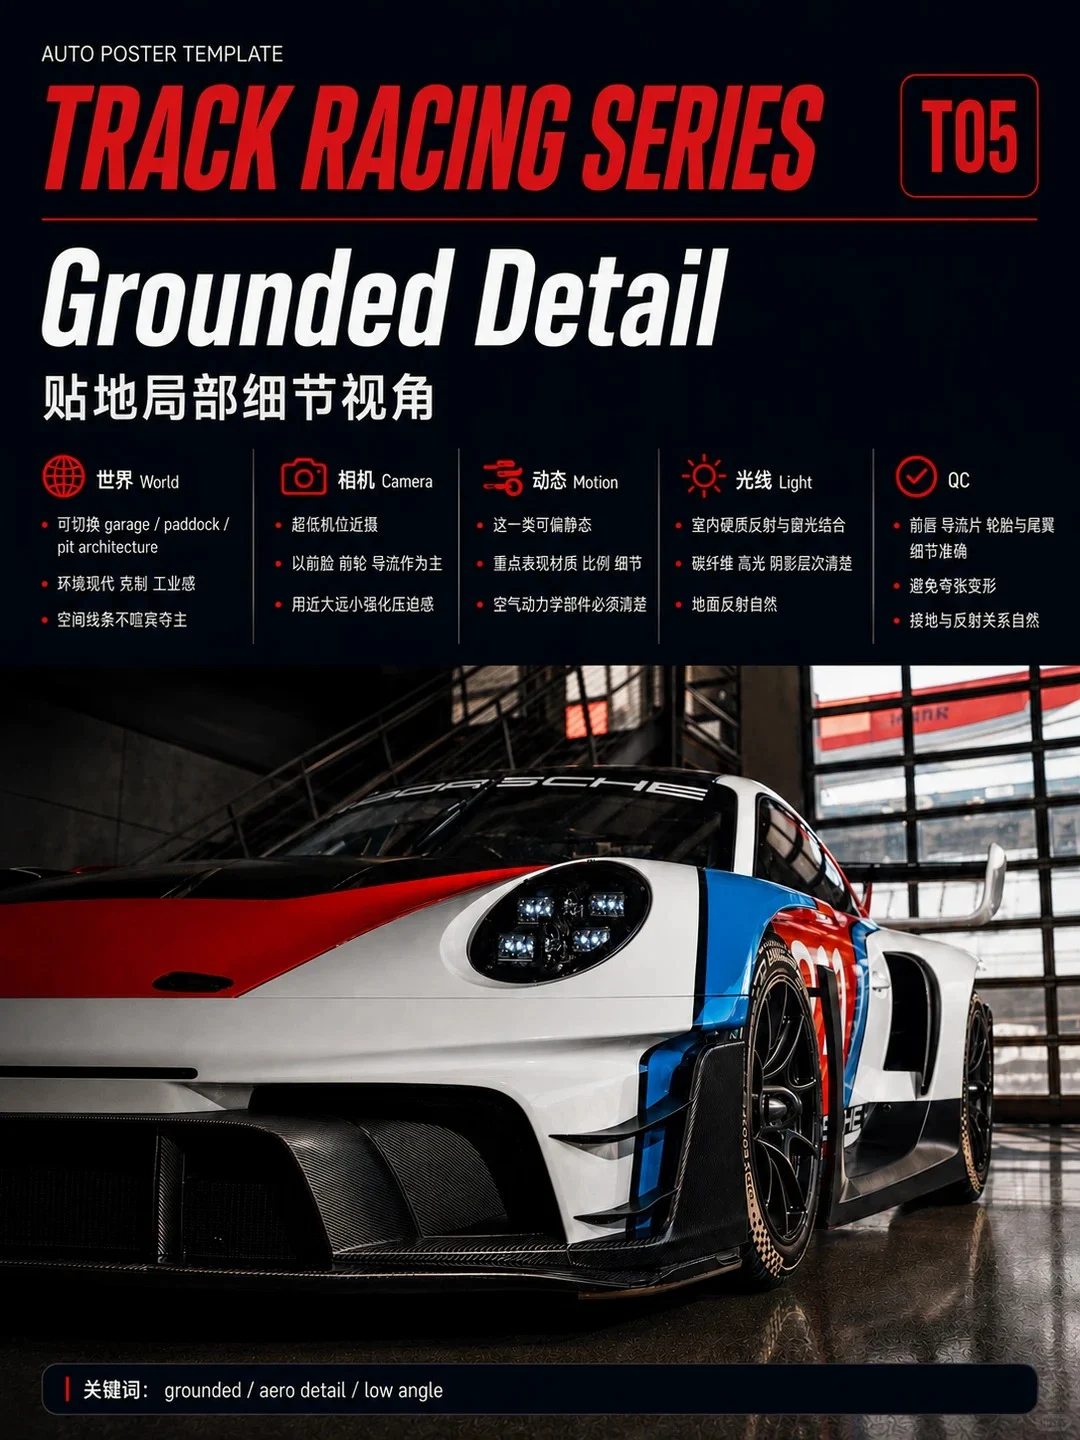 AUTO POSTER TEMPLATE
TRACK RACING SERIES
T05
Grounded Detail
贴地局部细节视角
世界 World
可切换 garage / paddock /
pit architecture
环境现代 克制 工业感
空间线条不喧宾夺主
相机 Camera
超低机位近摄
以前脸 前轮 导流作为主
用近大远小强化压迫感
动态 Motion
这一类可偏静态
重点表现材质 比例 细节
空气动力学部件必须清楚
光线 Light
室内硬质反射与窗光结合
碳纤维 高光 阴影层次清楚
地面反射自然
QC
前唇 导流片 轮胎与尾翼
细节准确
避免夸张变形
接地与反射关系自然
PORSCHE
关键词： grounded / aero detail / low angle